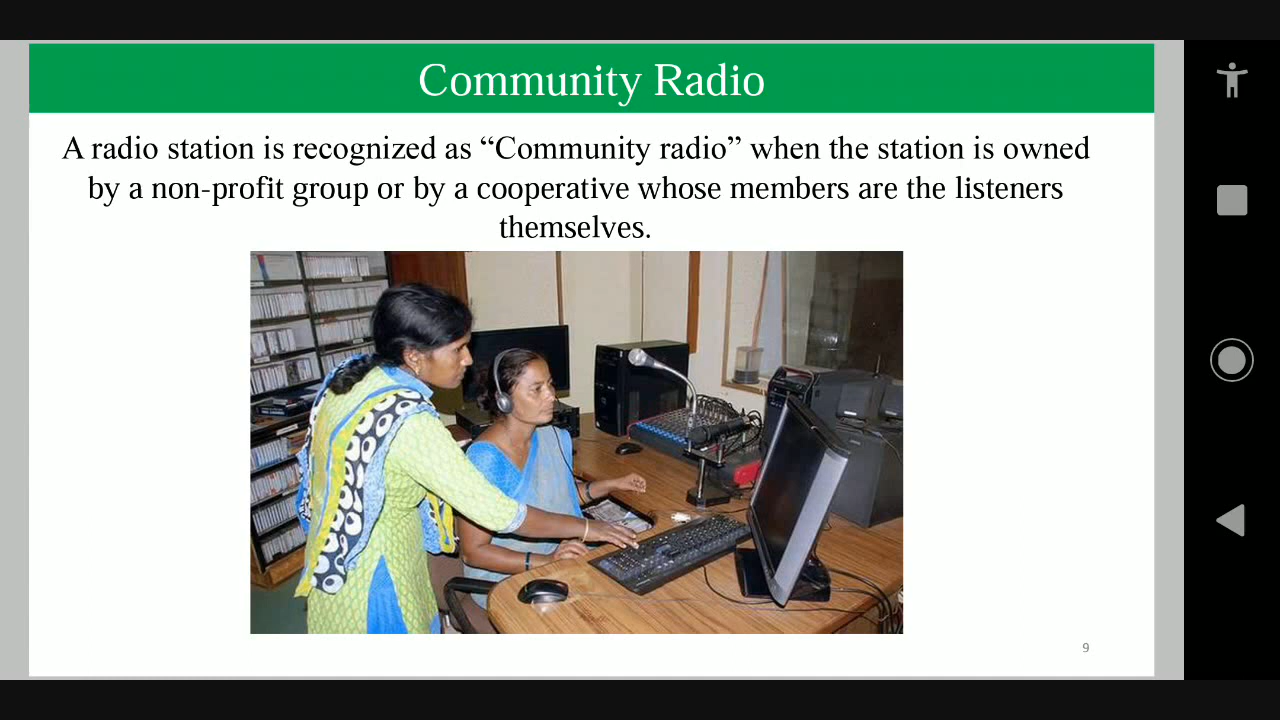 Community Radio
A radio station is recognized as “Community radio” when the station is owned
by a non-profit group or by a cooperative whose members are the listeners
themselves.
9